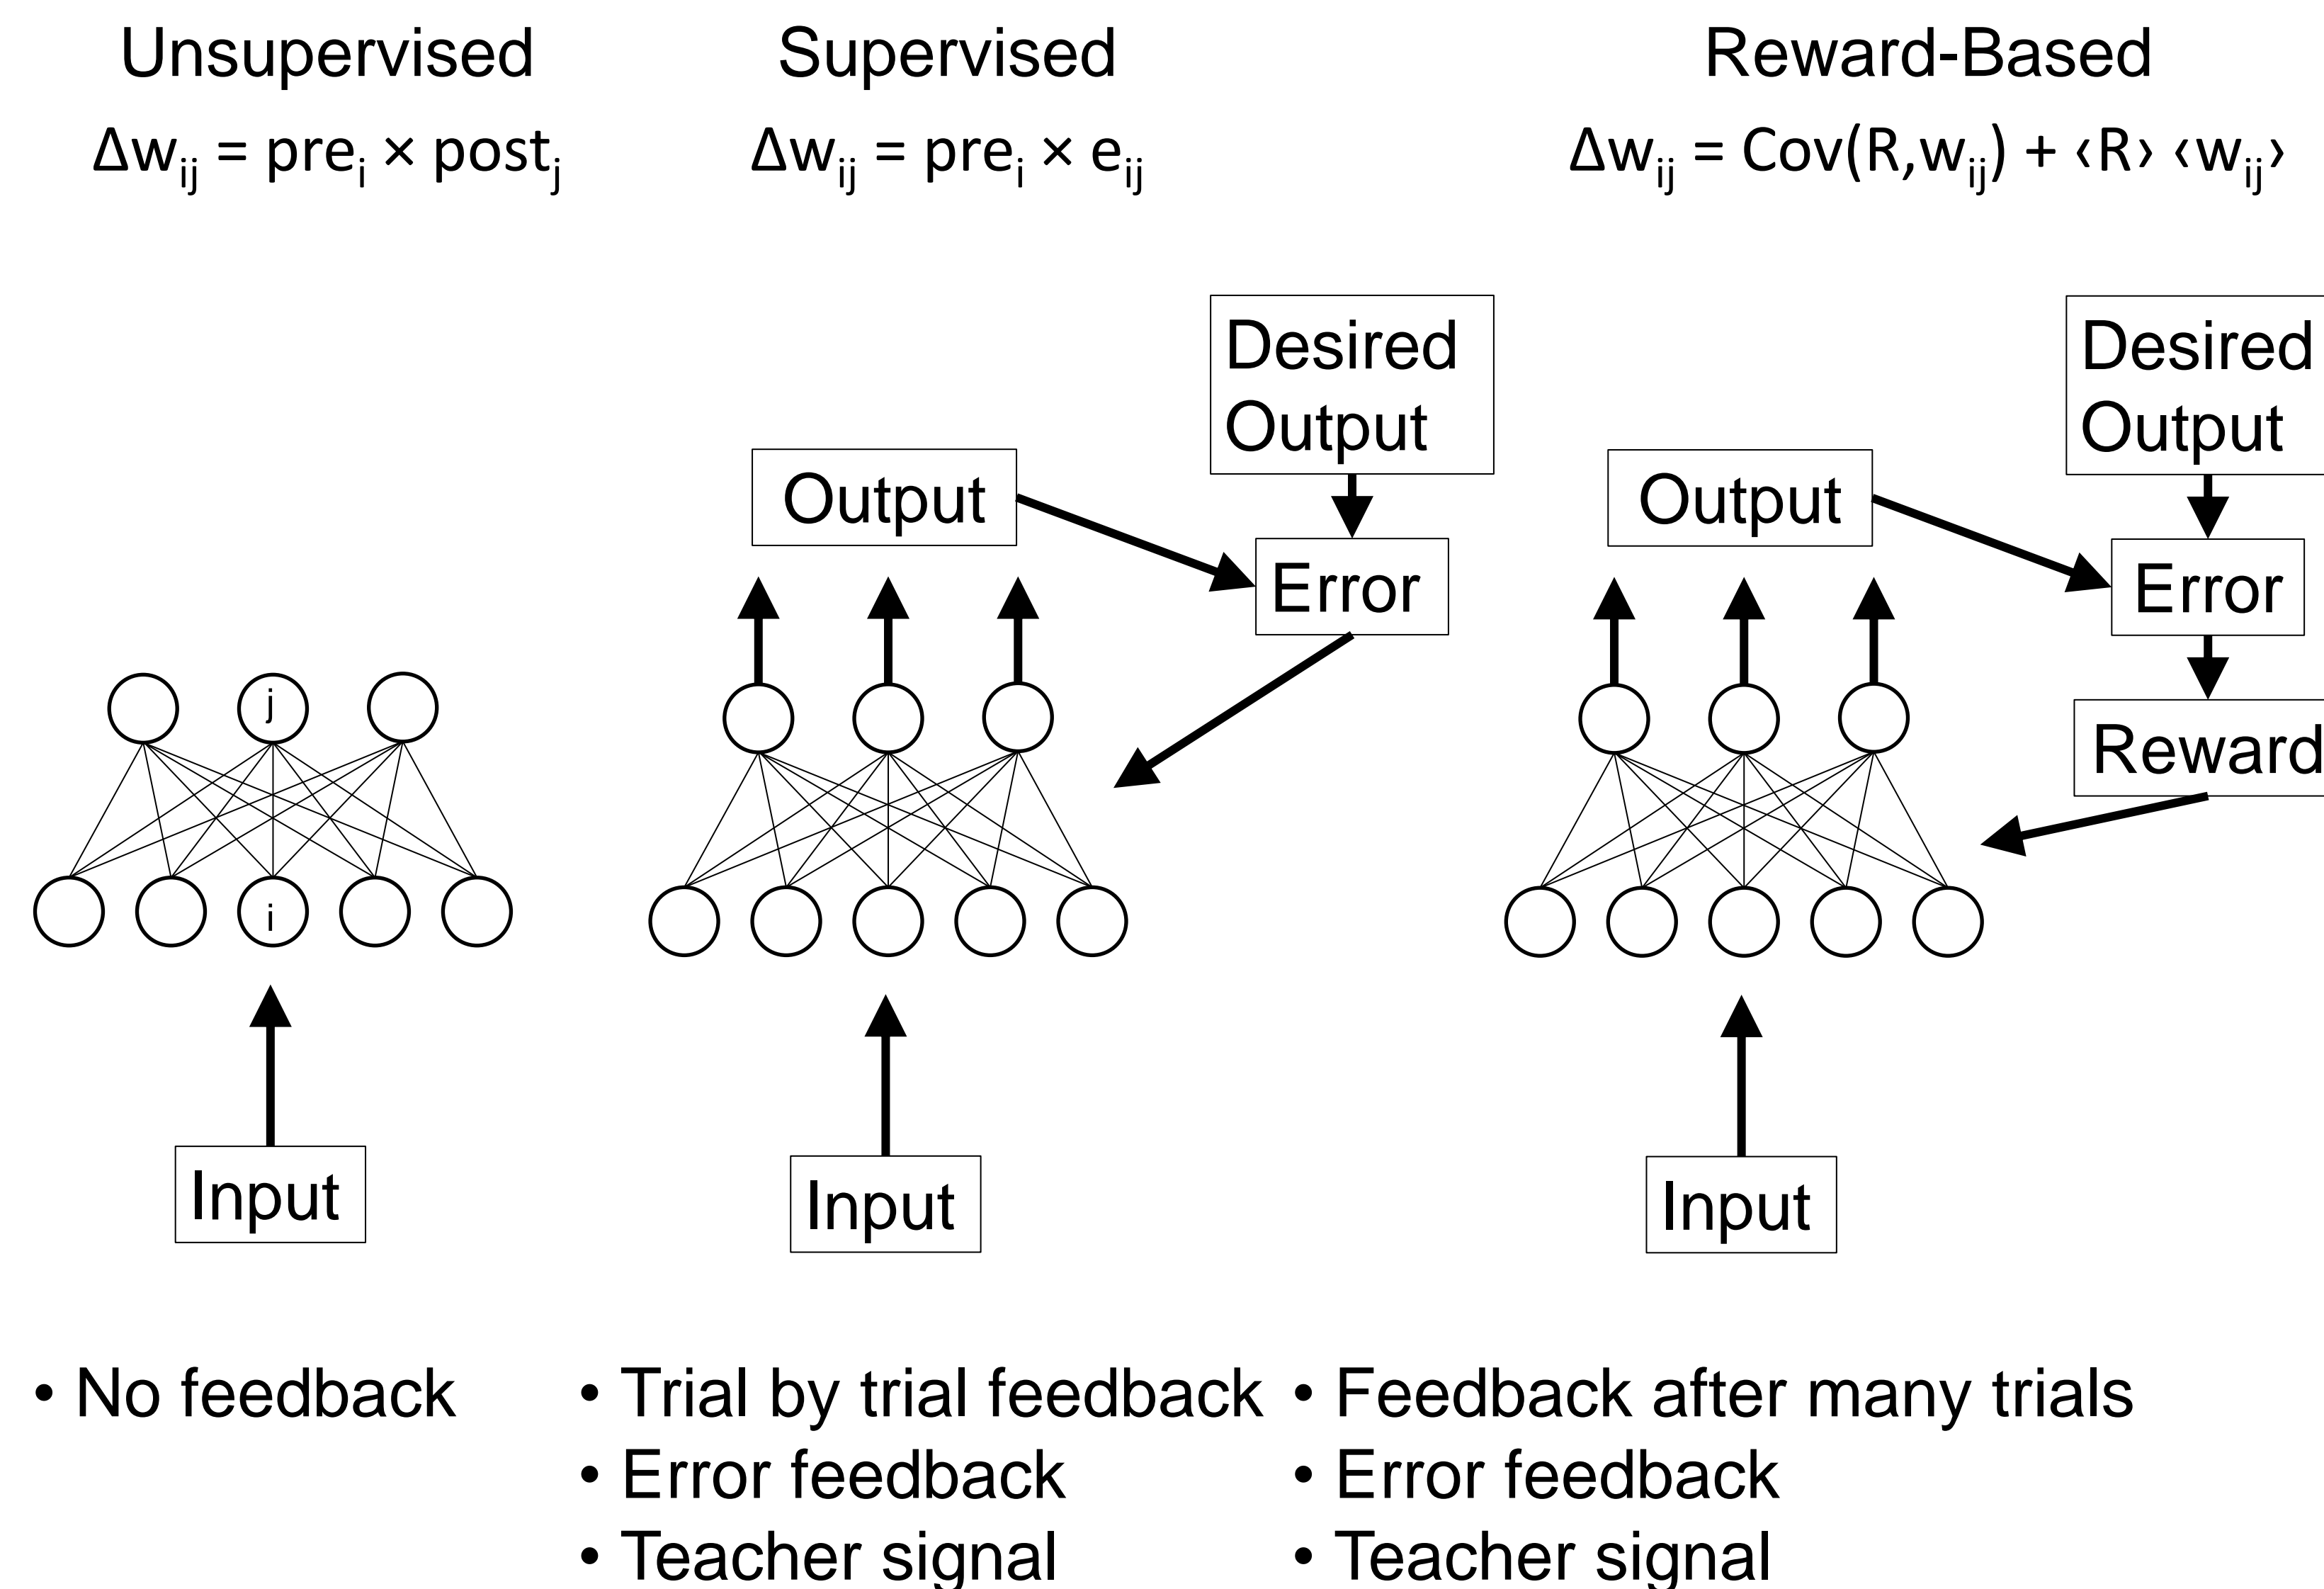 Unsupervised
Δwij = prei × postj
j
i
Input
• No feedback
Supervised
Δwij = prei × eij
Desired
Output
Output
Error
Input
• Trial by trial feedback
• Error feedback
• Teacher signal
Reward-Based
Δwij = Cov(R,wij) + ‹R› ‹wij›
Desired
Output
Output
Error
Reward
Input
• Feedback after many trials
• Error feedback
• Teacher signal